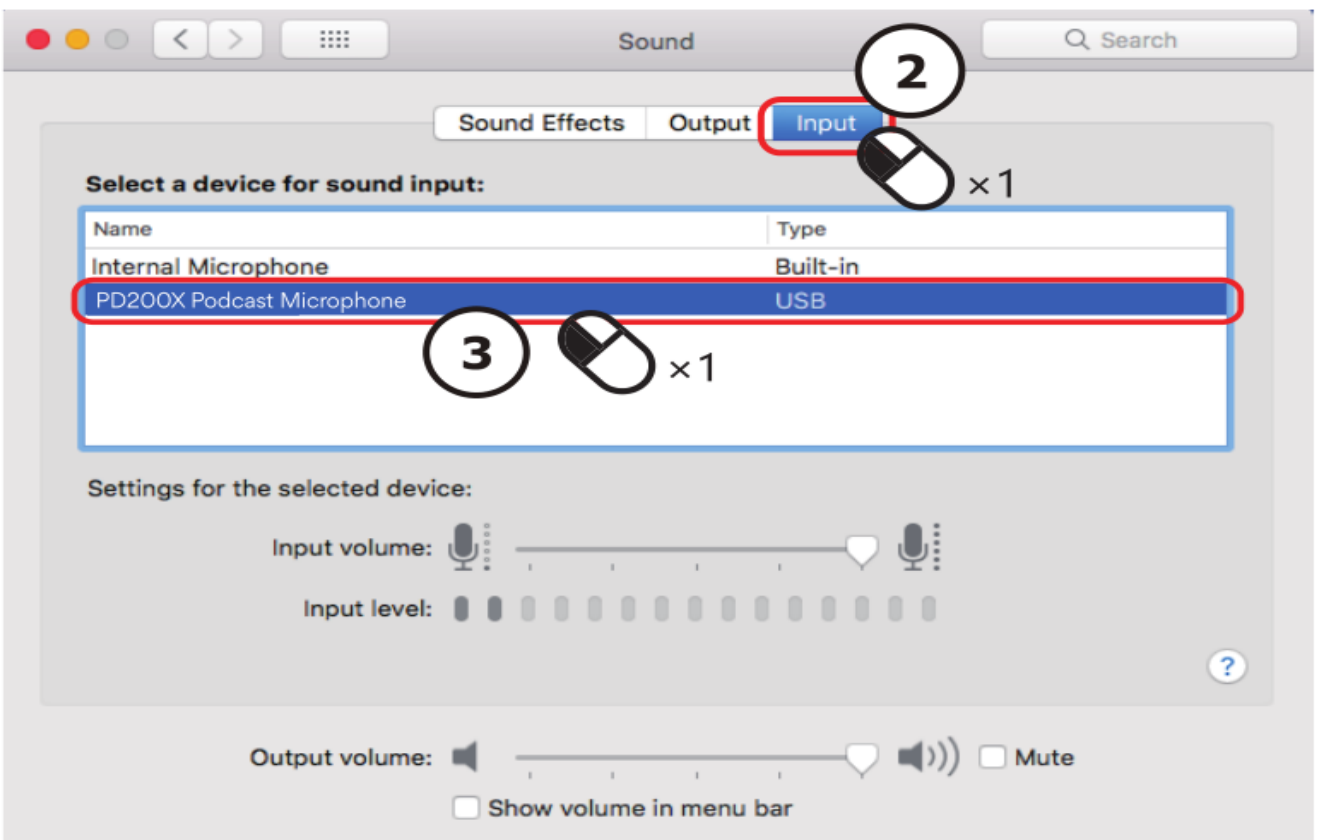 Sound
Search
2
Sound Effects Output Input
×1
Select a device for sound input:
Name Type
Internal Microphone Built-in
PD200X Podcast Microphone USB
3 ×1
Settings for the selected device:
Input volume:
Input level:
?
Output volume: Mute
Show volume in menu bar